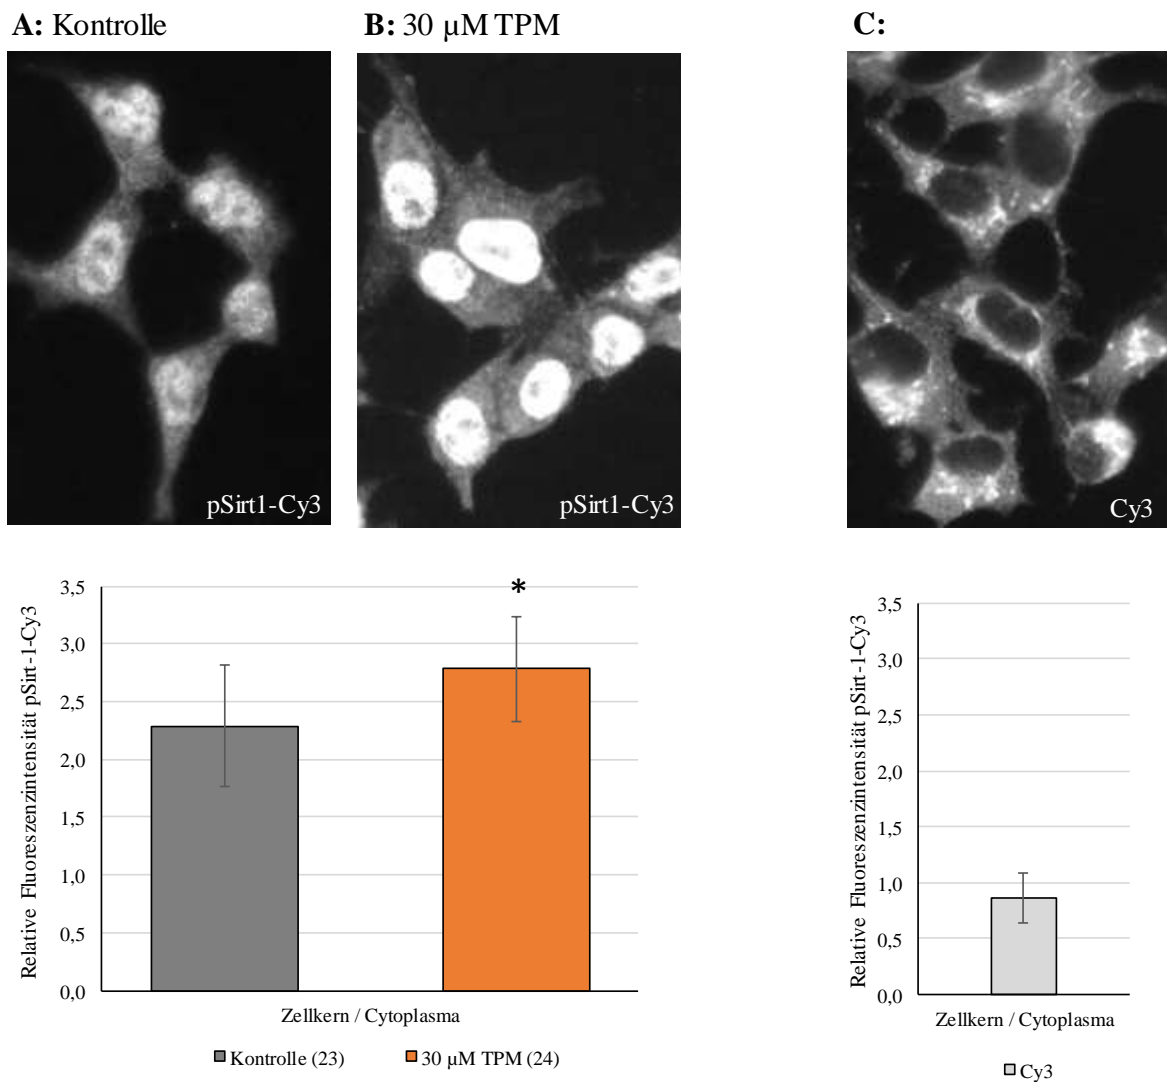 A: Kontrolle
B: 30 µM TPM
C:
pSirt1-Cy3
pSirt1-Cy3
Cy3
Relative Fluoreszenzintensität pSirt-1-Cy3
3,5
3,0
2,5
2,0
1,5
1,0
0,5
0,0
*
Zellkern / Cytoplasma
Kontrolle (23)
30 µM TPM (24)
Relative Fluoreszenzintensität pSirt-1-Cy3
3,5
3,0
2,5
2,0
1,5
1,0
0,5
0,0
Zellkern / Cytoplasma
Cy3